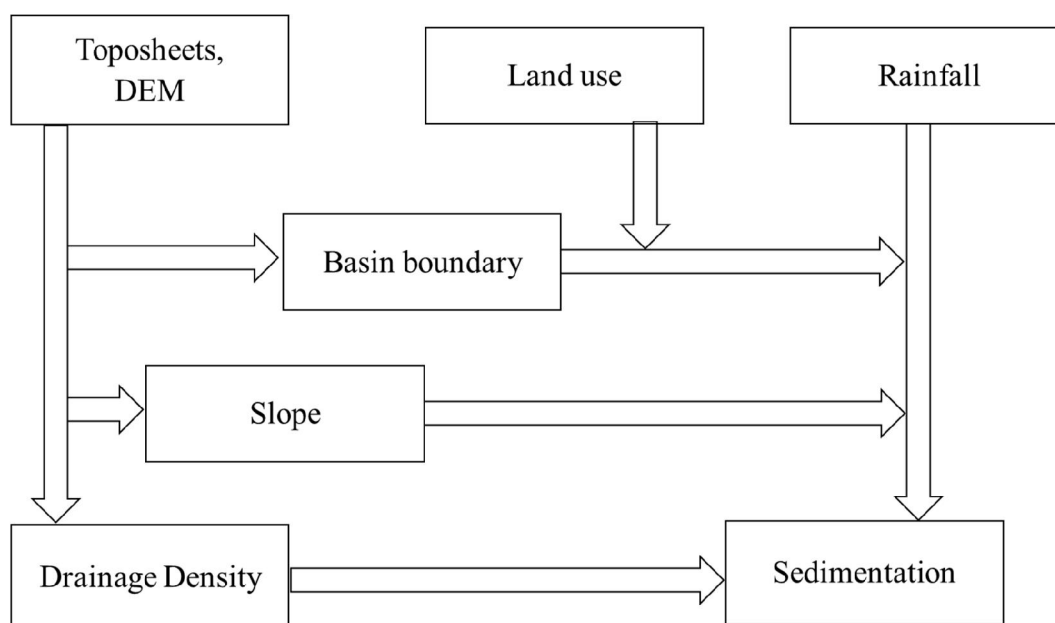 Toposheets,
DEM
Land use
Rainfall
Basin boundary
Slope
Drainage Density
Sedimentation